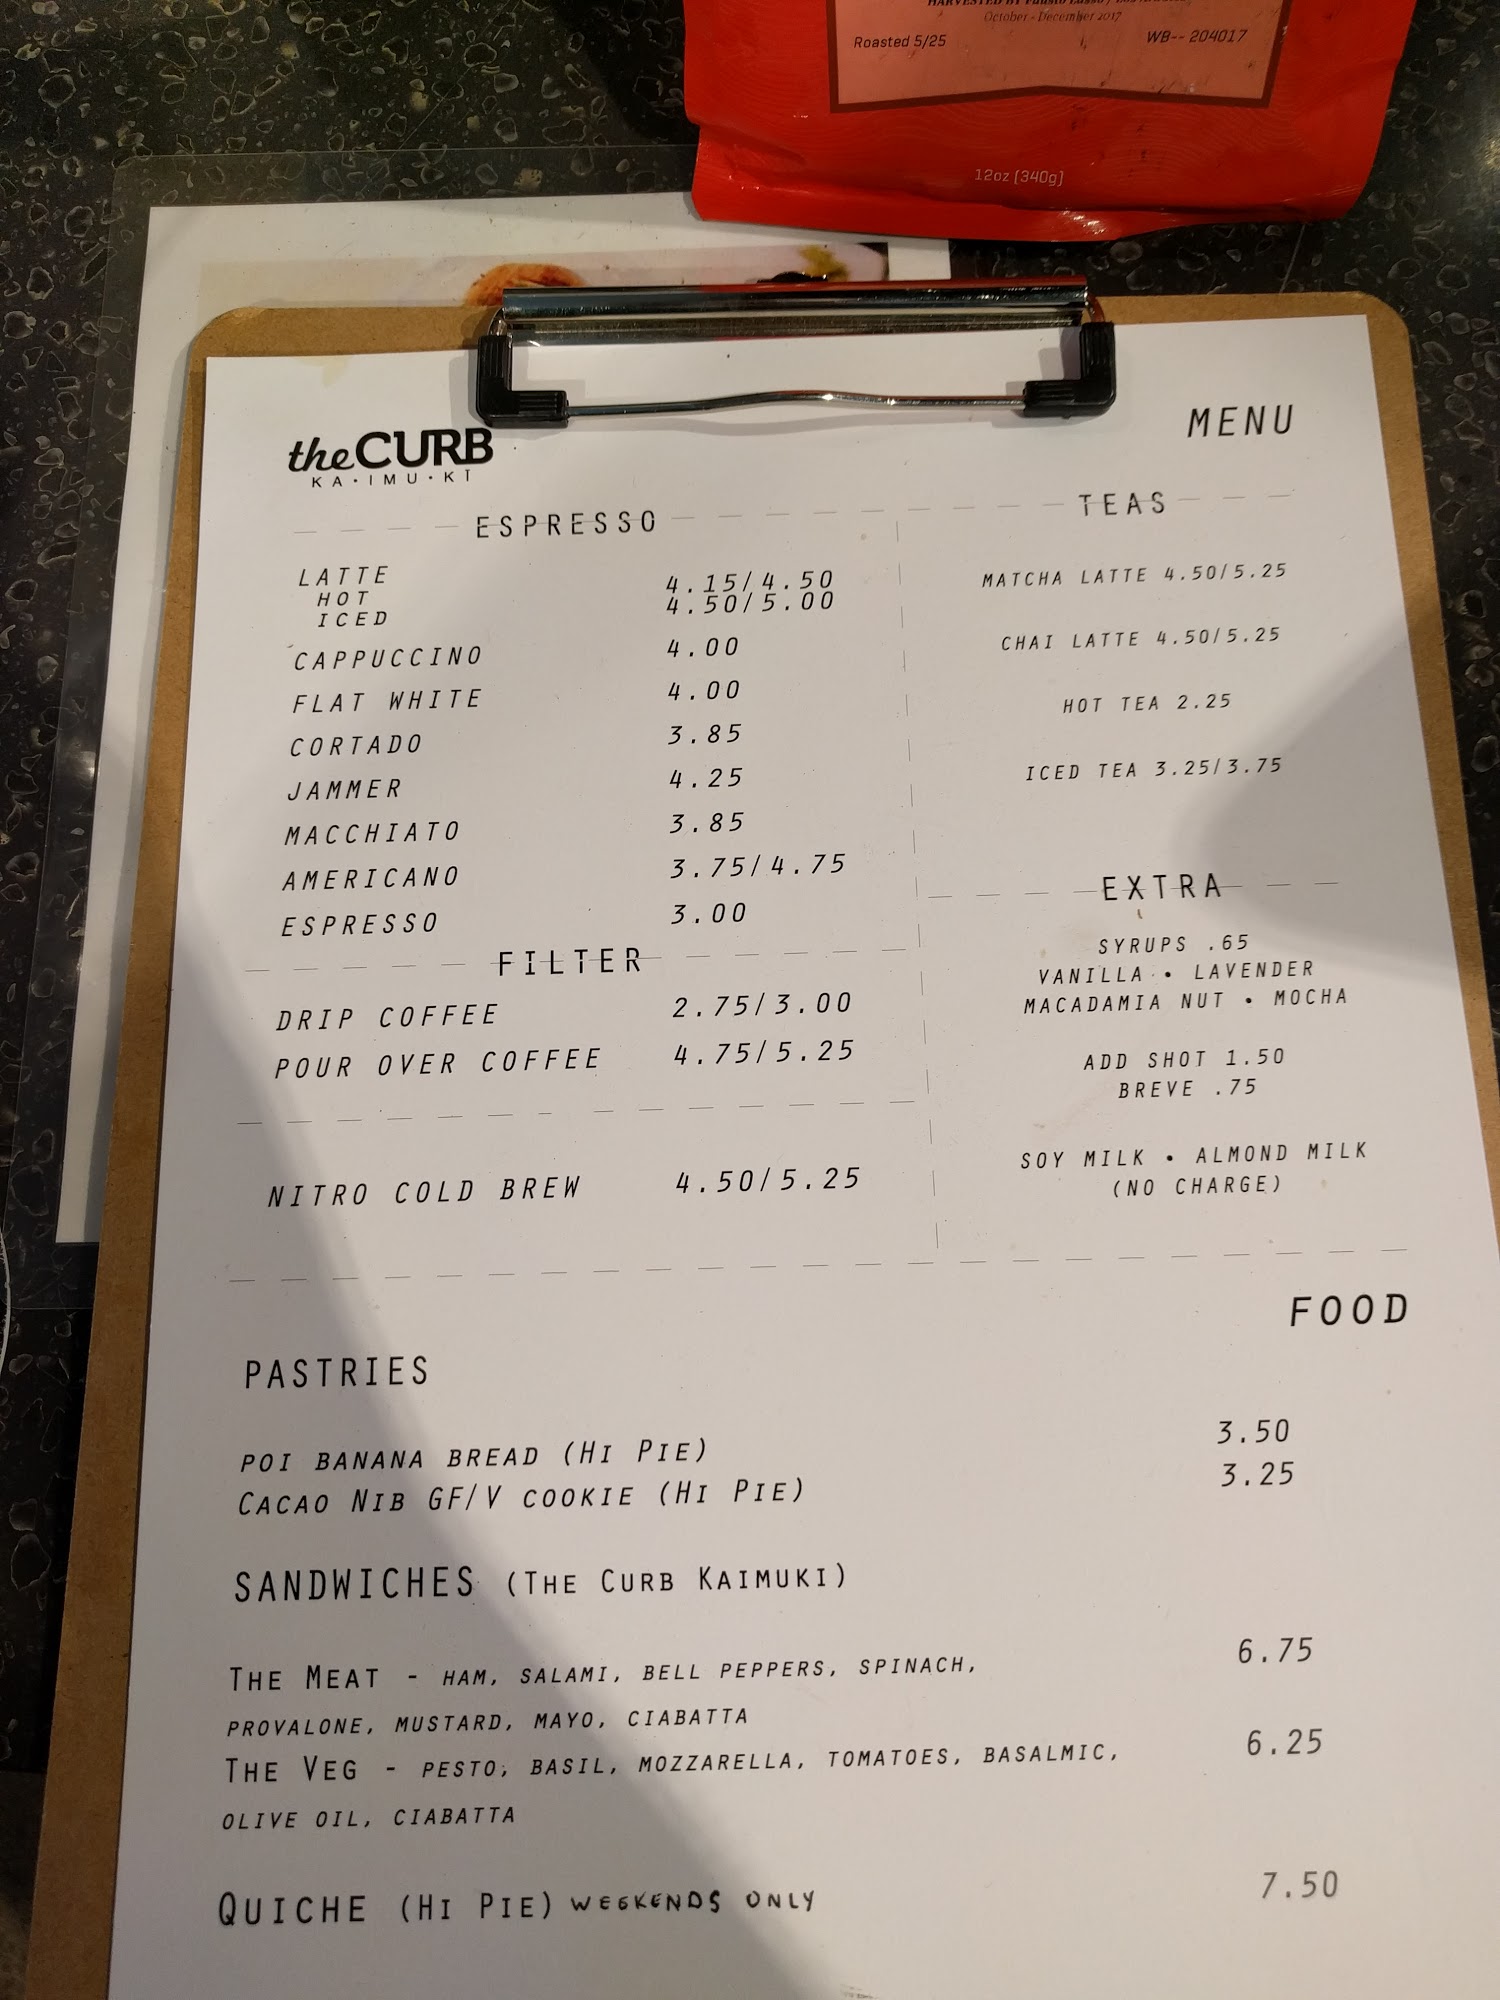 October - December 2017
Roasted 5/25
WB-- 204017
12oz (340g)
the CURB
KA·IMU·KI
MENU
ESPRESSO
LATTE
HOT 4.15/4.50
ICED 4.50/5.00
CAPPUCCINO 4.00
FLAT WHITE 4.00
CORTADO 3.85
JAMMER 4.25
MACCHIATO 3.85
AMERICANO 3.75/4.75
ESPRESSO 3.00
FILTER
DRIP COFFEE 2.75/3.00
POUR OVER COFFEE 4.75/5.25
NITRO COLD BREW 4.50/5.25
TEAS
MATCHA LATTE 4.50/5.25
CHAI LATTE 4.50/5.25
HOT TEA 2.25
ICED TEA 3.25/3.75
EXTRA
SYRUPS .65
VANILLA • LAVENDER
MACADAMIA NUT • MOCHA
ADD SHOT 1.50
BREVE .75
SOY MILK • ALMOND MILK
(NO CHARGE)
FOOD
PASTRIES
POI BANANA BREAD (HI PIE) 3.50
CACAO NIB GF/V COOKIE (HI PIE) 3.25
SANDWICHES (THE CURB KAIMUKI)
THE MEAT - HAM, SALAMI, BELL PEPPERS, SPINACH, 6.75
PROVALONE, MUSTARD, MAYO, CIABATTA
THE VEG - PESTO, BASIL, MOZZARELLA, TOMATOES, BASALMIC, 6.25
OLIVE OIL, CIABATTA
QUICHE (HI PIE) WEEKENDS ONLY 7.50